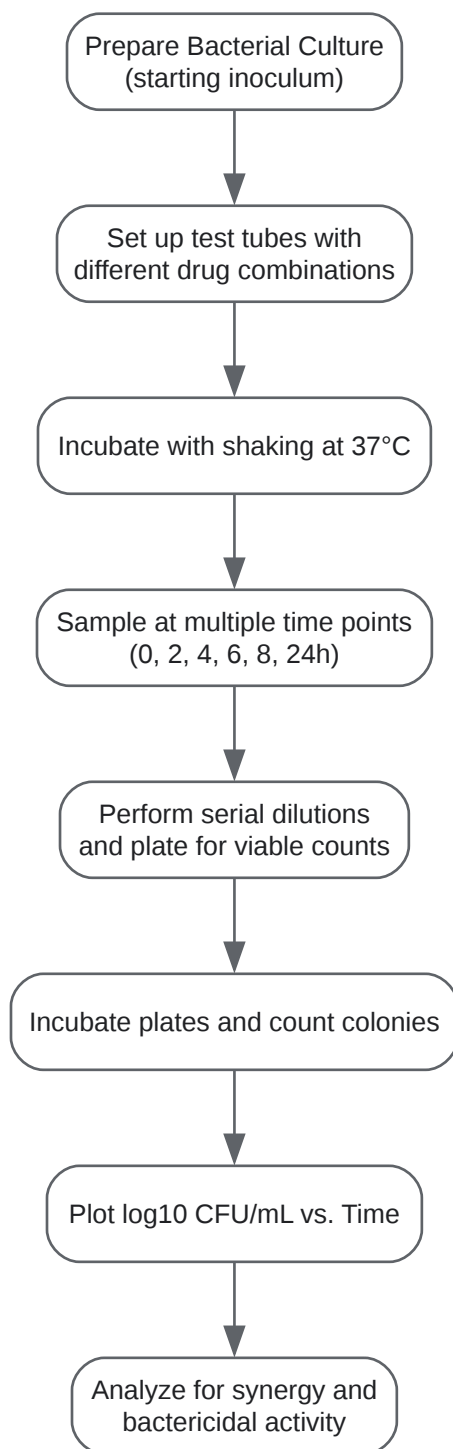 Prepare Bacterial Culture
(starting inoculum)
Set up test tubes with
different drug combinations
Incubate with shaking at 37°C
Sample at multiple time points
(0, 2, 4, 6, 8, 24h)
Perform serial dilutions
and plate for viable counts
Incubate plates and count colonies
Plot log10 CFU/mL vs. Time
Analyze for synergy and
bactericidal activity